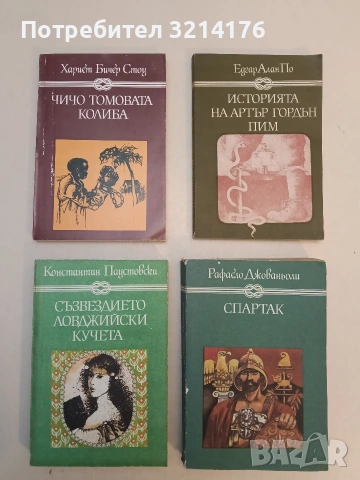 Потребител 3214176
Хариет Бичер Стоу
ЧИЧО ТОМОВАТА
КОЛИБА
Едгар Алан По
ИСТОРИЯТА
НА АРТЪР ГОРДЪН
ПИМ
Константин Паустовски
СЪЗВЕЗДИЕТО
ЛОВДЖИЙСКИ
КУЧЕТА
Рафаело Джованьоли
СПАРТАК
BAZAR